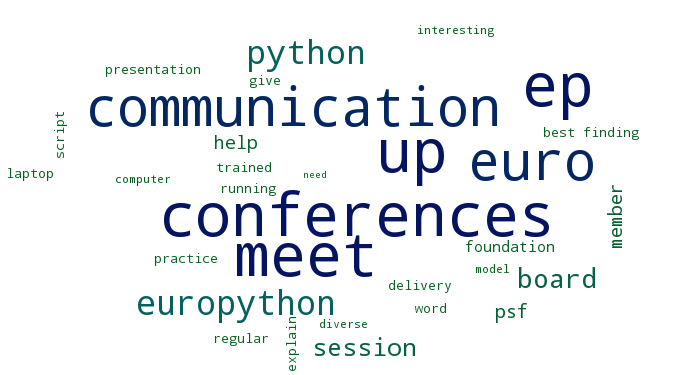 interesting
python
presentation
give
ep
communication
script
best finding
help
up
euro
trained
laptop
computer
need
running
member
conferences
foundation
meet
practice
model
board
delivery
europython
word
psf
diverse
regular
explain
session